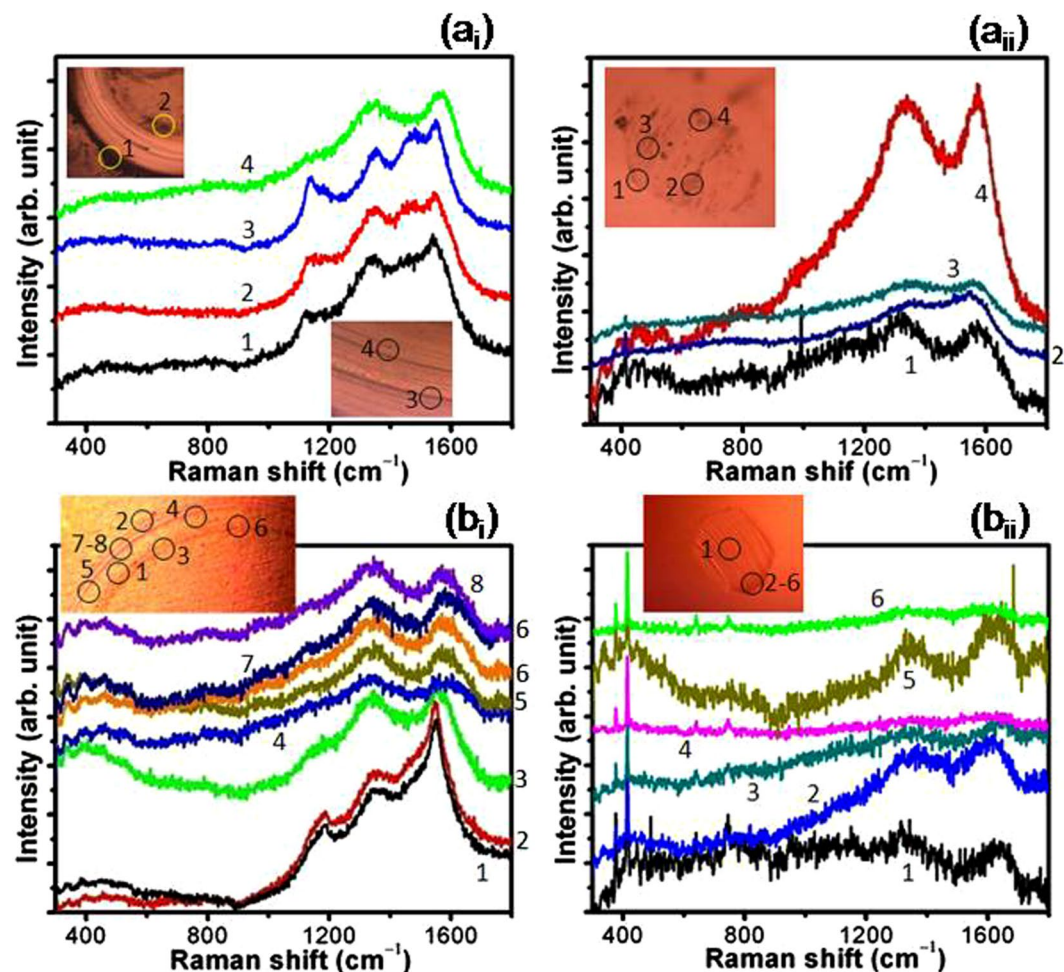 (ai)
(aii)
Intensity (arb. unit)
2
1
4
3
2
1
4
3
400 800 1200 1600
Raman shift (cm⁻¹)
Intensity (arb. unit)
3
4
1
2
4
3
1
2
400 800 1200 1600
Raman shif (cm⁻¹)
(bi)
(bii)
Intensity (arb. unit)
2
4
6
7-8
3
5
1
8
6
7
6
5
4
3
2
1
400 800 1200 1600
Raman shift (cm⁻¹)
Intensity (arb. unit)
1
2-6
6
5
4
3
2
1
400 800 1200 1600
Raman shift (cm⁻¹)